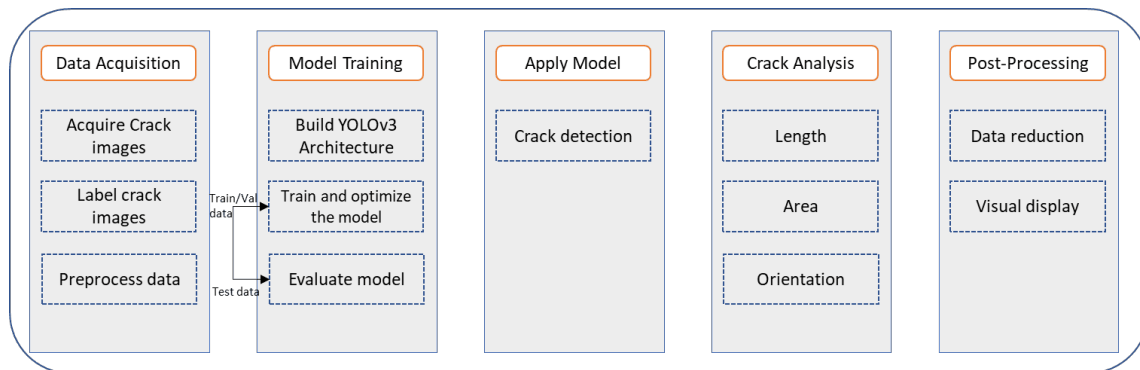 Data Acquisition
Acquire Crack
images
Label crack
images
Preprocess data
Train/Val
data
Test data
Model Training
Build YOLOv3
Architecture
Train and optimize
the model
Evaluate model
Apply Model
Crack detection
Crack Analysis
Length
Area
Orientation
Post-Processing
Data reduction
Visual display